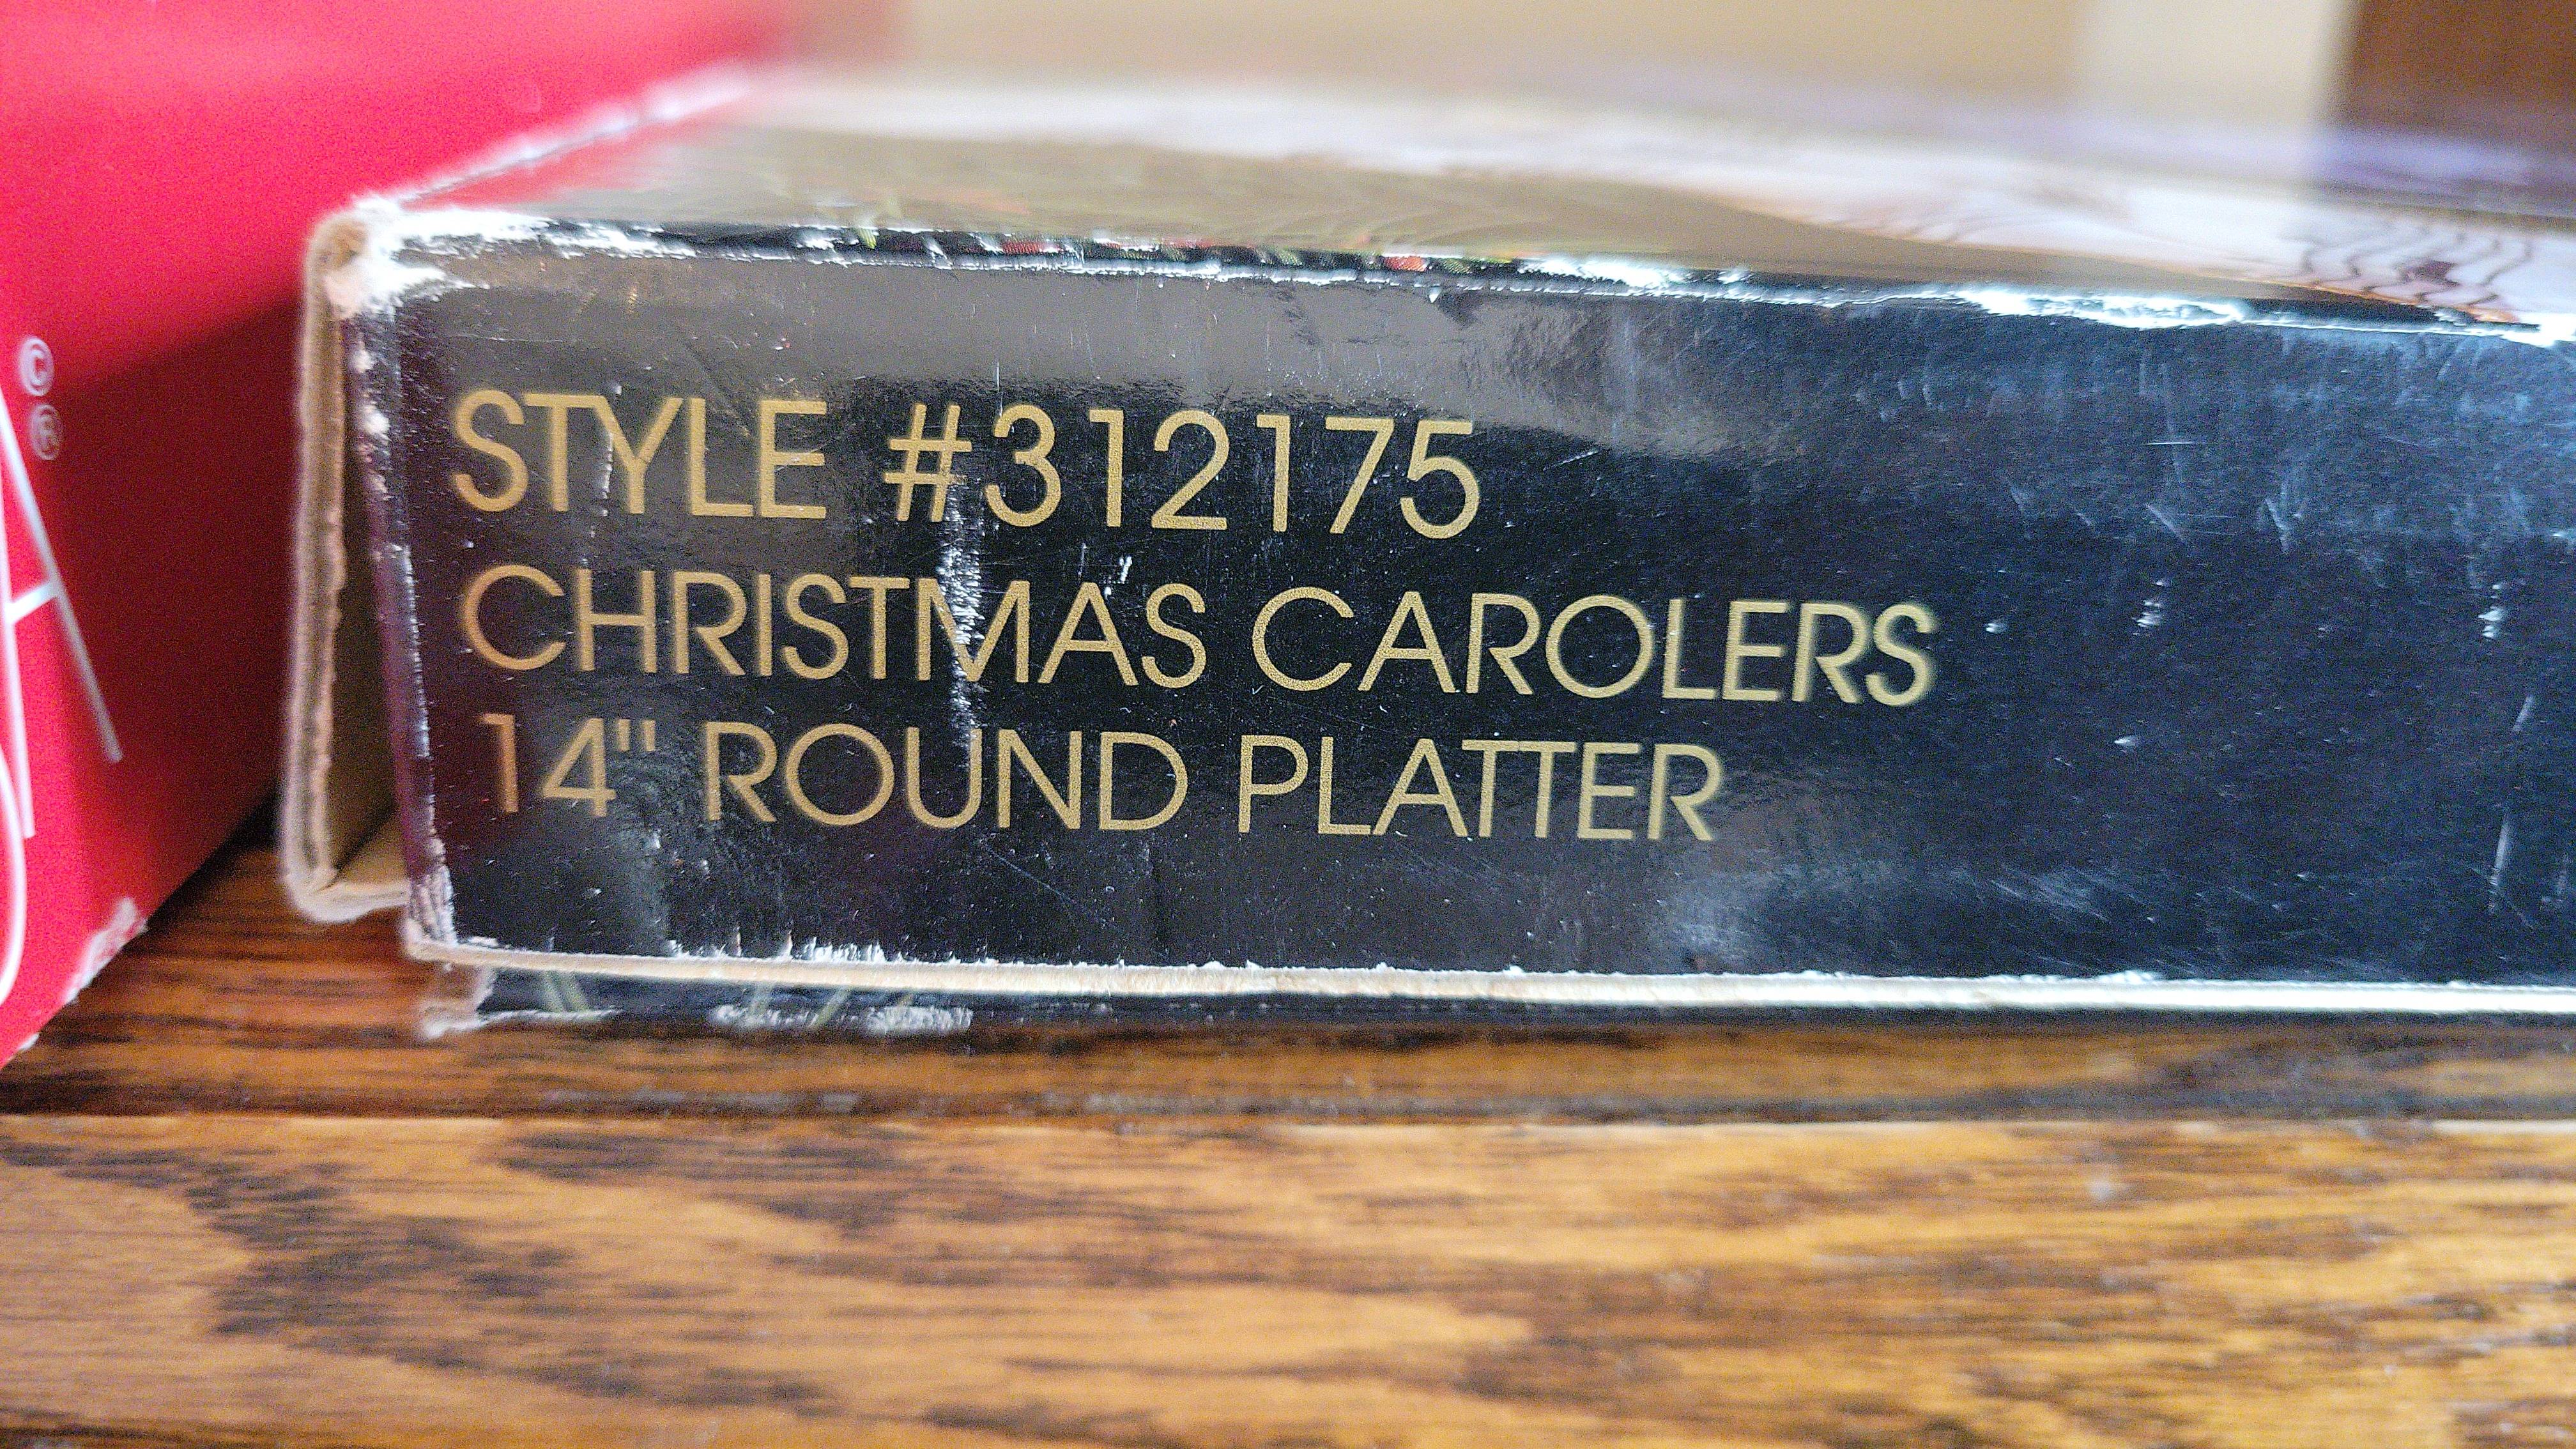 STYLE #312175
CHRISTMAS CAROLERS
14" ROUND PLATTER
©
®